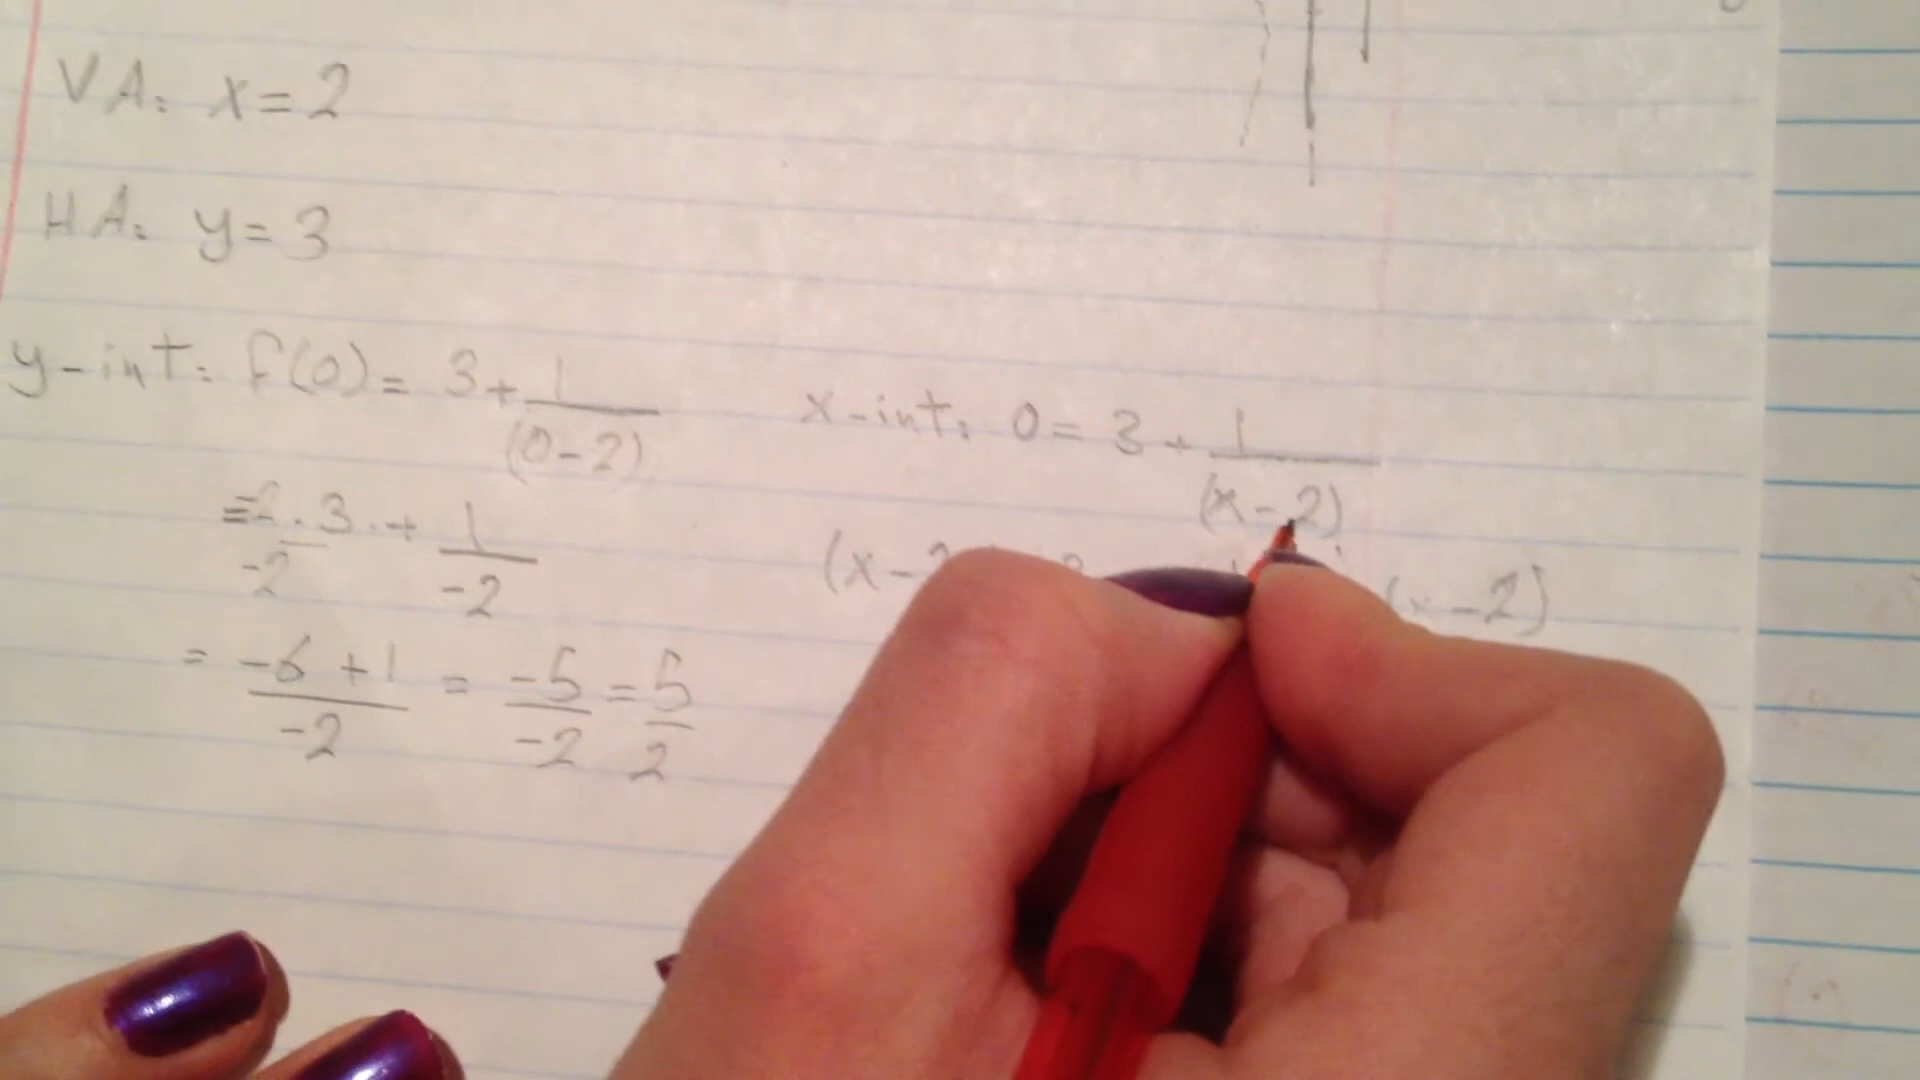 VA: x=2
HA: y=3
y-int: f(0)= 3+ 1/(0-2)
x-int: 0= 3+ 1/(x-2)
=-2·3/-2 + 1/-2
(x-2 (x-2)
= -6+1/-2 = -5/-2 = 5/2